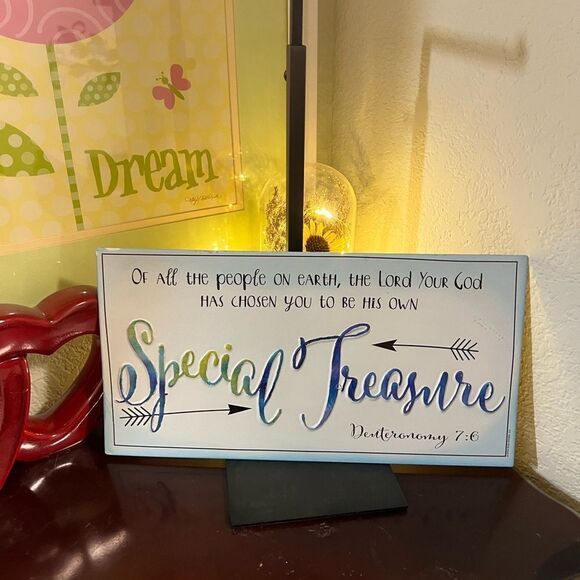 Dream
OF all the people on earth, the Lord Your God
has chosen you to be His own
Special Treasure
Deuteronomy 7:6